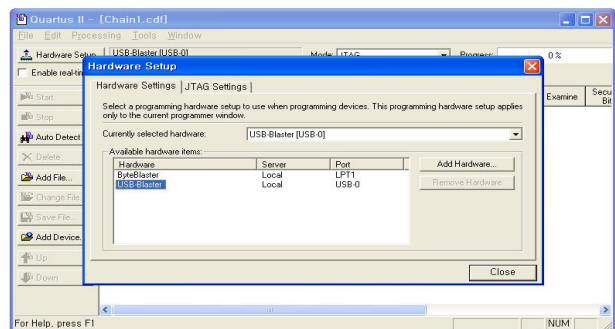 Quartus II - [Chain1.cdf]
File Edit Processing Tools Window
Hardware Setup USB-Blaster [USB-0] Mode: JTAG Progress: 0 %
Enable real-tim
Hardware Setup
Hardware Settings JTAG Settings
Select a programming hardware setup to use when programming devices. This programming hardware setup applies
only to the current programmer window.
Currently selected hardware: USB-Blaster [USB-0]
Available hardware items:
Hardware Server Port
ByteBlaster Local LPT1
USB-Blaster Local USB-0
Add Hardware...
Remove Hardware
Close
Start
Stop
Auto Detect
Delete
Add File...
Change File
Save File...
Add Device.
Up
Down
Examine
Secu
Bit
For Help, press F1 NUM